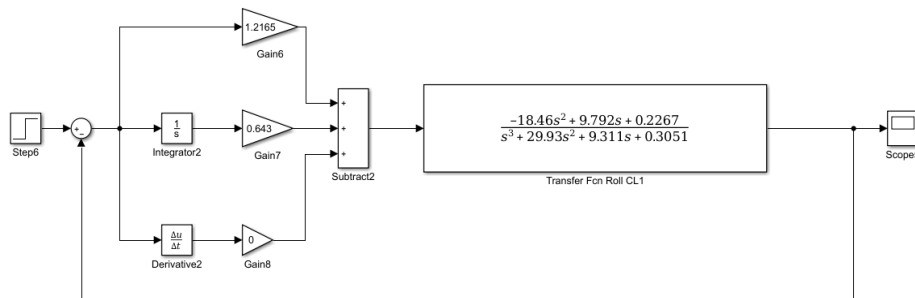 1.2165
Gain6
+
-
Step6
1
s
Integrator2
0.643
Gain7
+
+
+
Subtract2
-18.46s² + 9.792s + 0.2267
s³ + 29.93s² + 9.311s + 0.3051
Transfer Fcn Roll CL1
Δu
Δt
Derivative2
0
Gain8